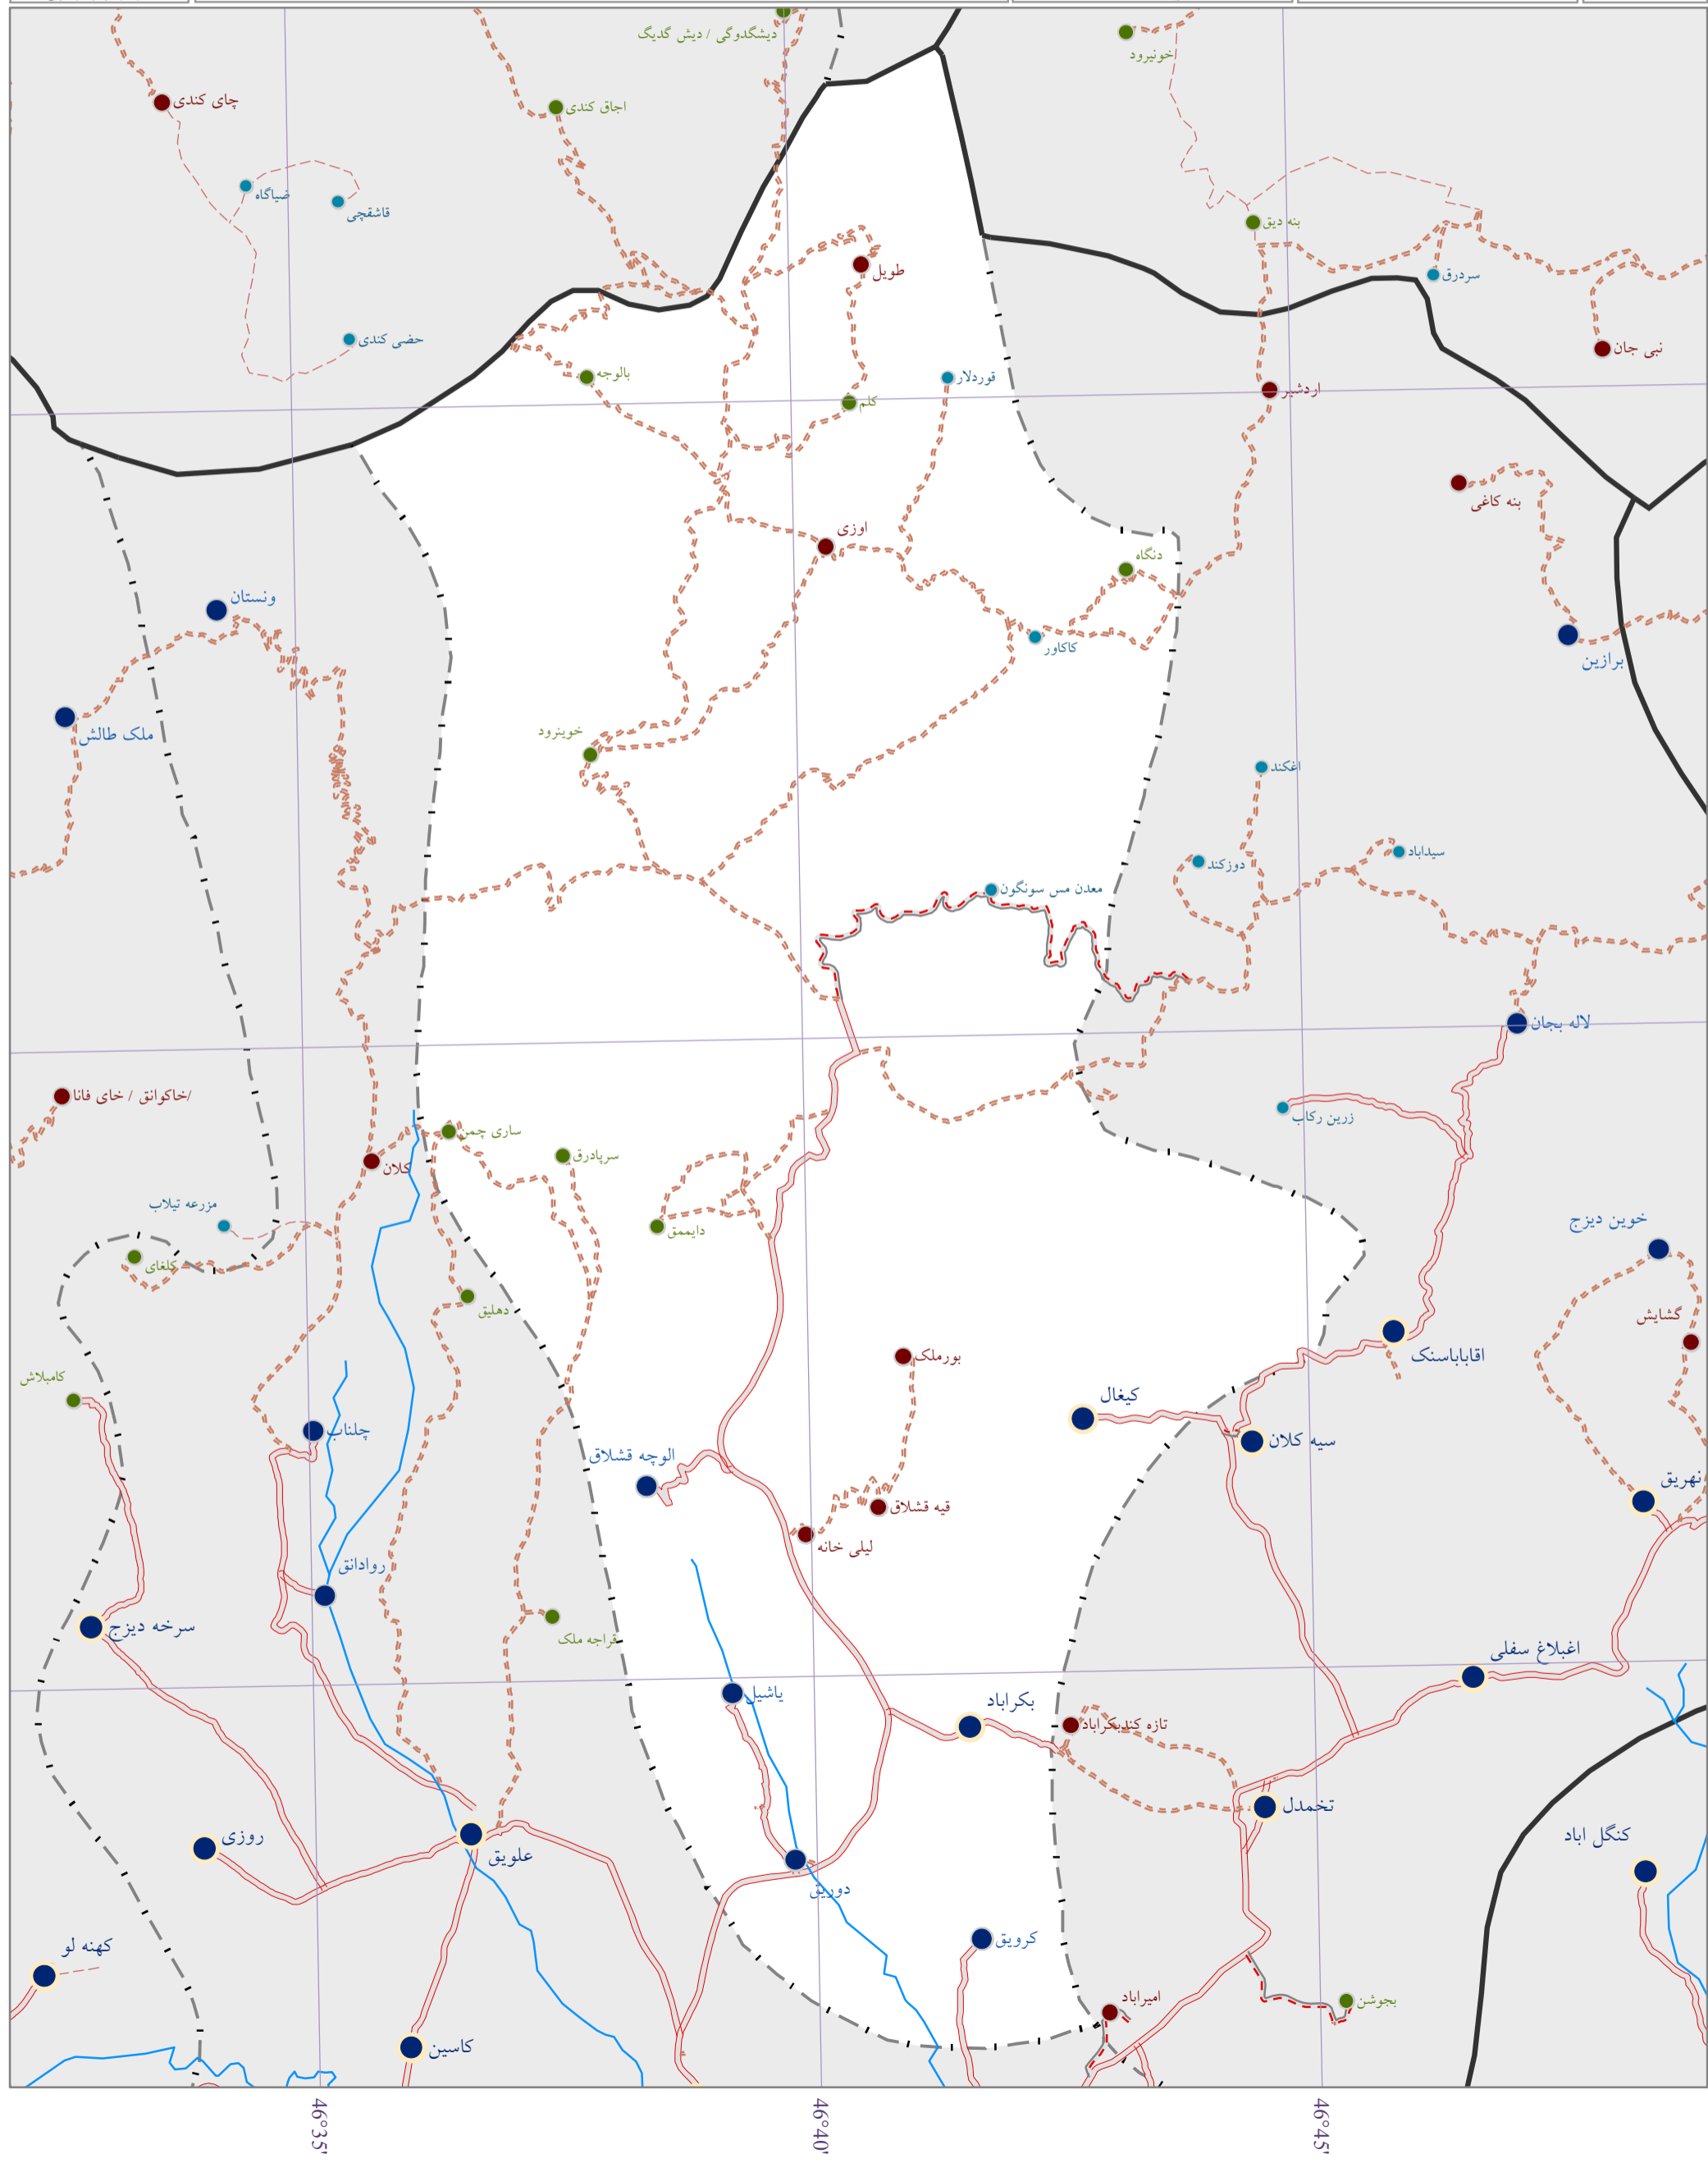 دیشگدوگی / دیش گدیگ
خونیرود
چای کندی
اجاق کندی
ضیاگاه
قاشقچی
بنه دیق
طویل
سردرق
حضی کندی
نبی جان
بالوجه
قوردلار
اردشیر
کلم
بنه کاغی
اوزی
دنگاه
ونستان
کاکاور
برازین
ملک طالش
خوینرود
اغکند
سیداباد
دوزکند
معدن مس سونگون
لاله بجان
خاکوانق / خای فانا/
زرین رکاب
ساری چمن
سرپادرق
کلان
مزرعه تیلاب
دایممق
خوین دیزج
کلغای
دهلیق
گشایش
بورملک
اقاباباسنک
کامبلاش
کیغال
چلناب
سیه کلان
الوچه قشلاق
نهریق
قیه قشلاق
لیلی خانه
روادانق
سرخه دیزج
قراجه ملک
اغبلاغ سفلی
یاشیل
بکراباد
تازه کندبکراباد
تخمدل
روزی
علویق
کنگل اباد
دوریق
کرویق
کهنه لو
امیراباد
بجوشن
کاسین
46°35'
46°40'
46°45'